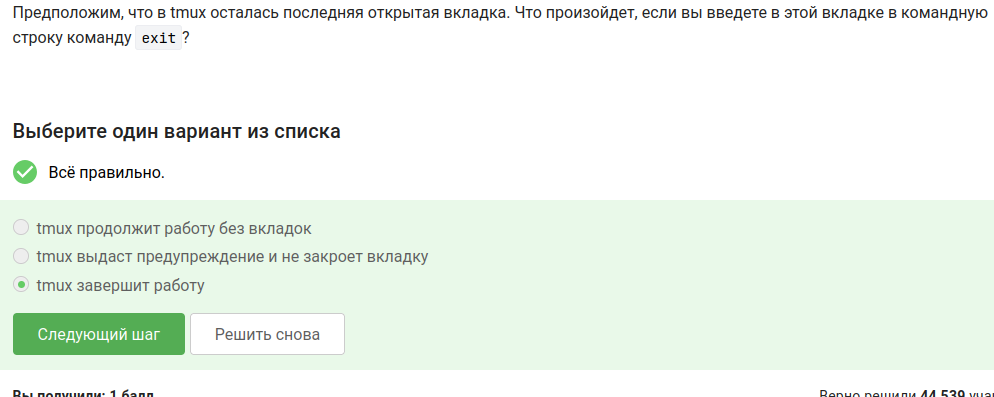 Предположим, что в tmux осталась последняя открытая вкладка. Что произойдет, если вы введете в этой вкладке в командную
строку команду exit ?
Выберите один вариант из списка
Всё правильно.
tmux продолжит работу без вкладок
tmux выдаст предупреждение и не закроет вкладку
tmux завершит работу
Следующий шаг
Решить снова
Вы получили: 1 балл
Верно решили 44 539